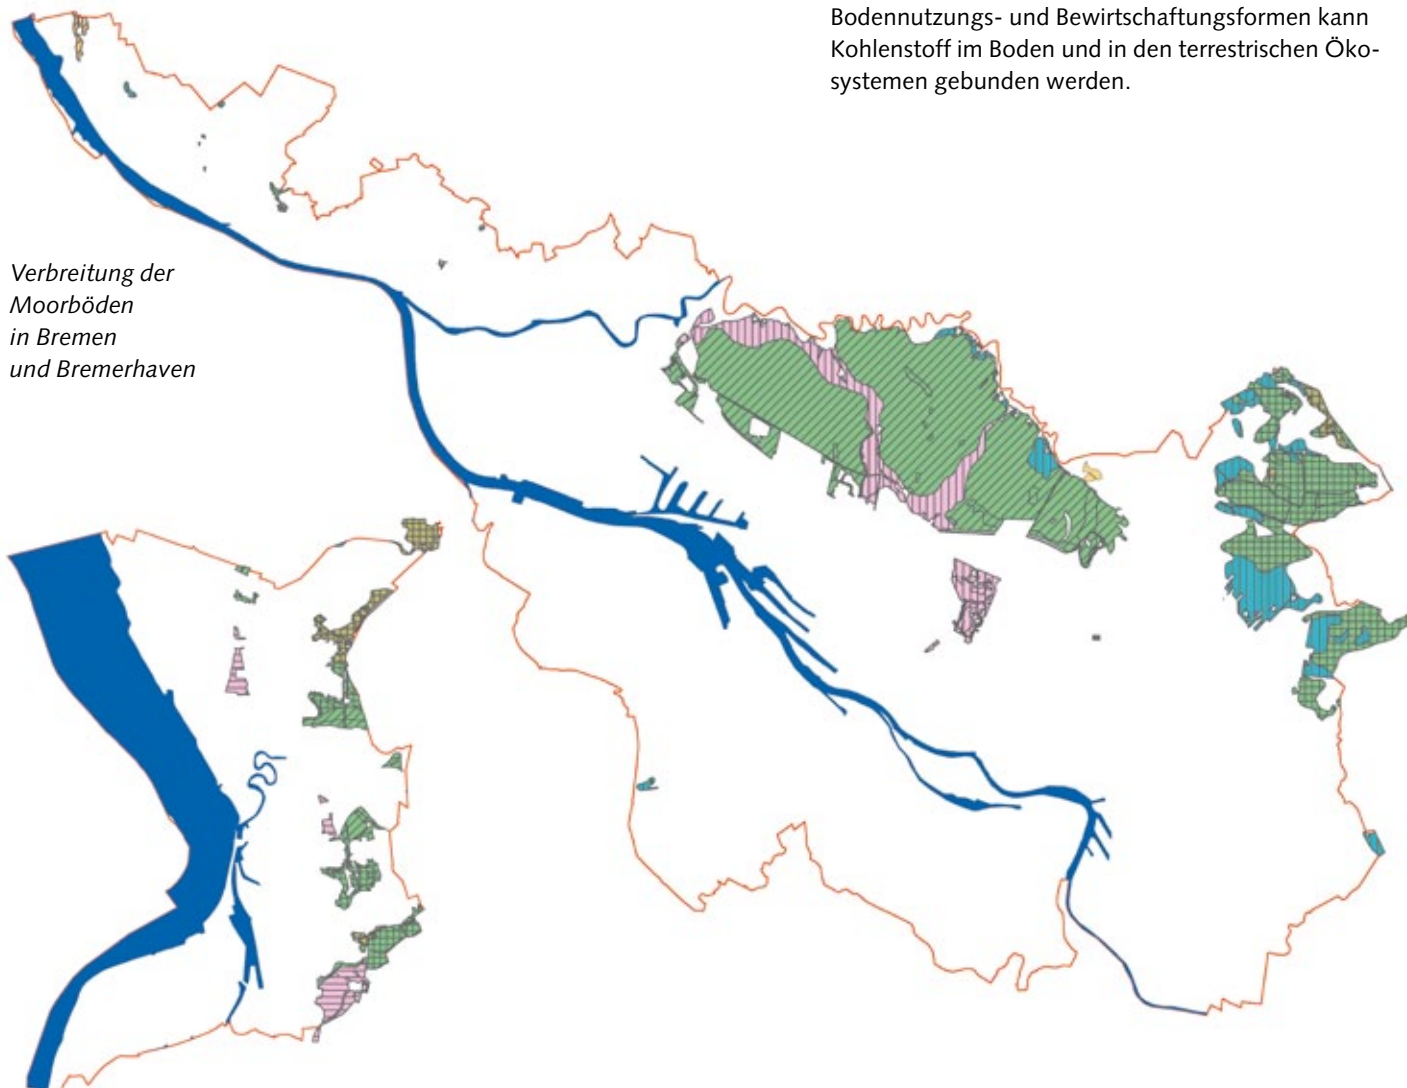 Bodennutzungs- und Bewirtschaftungsformen kann
Kohlenstoff im Boden und in den terrestrischen Öko-
systemen gebunden werden.
Verbreitung der
Moorböden
in Bremen
und Bremerhaven